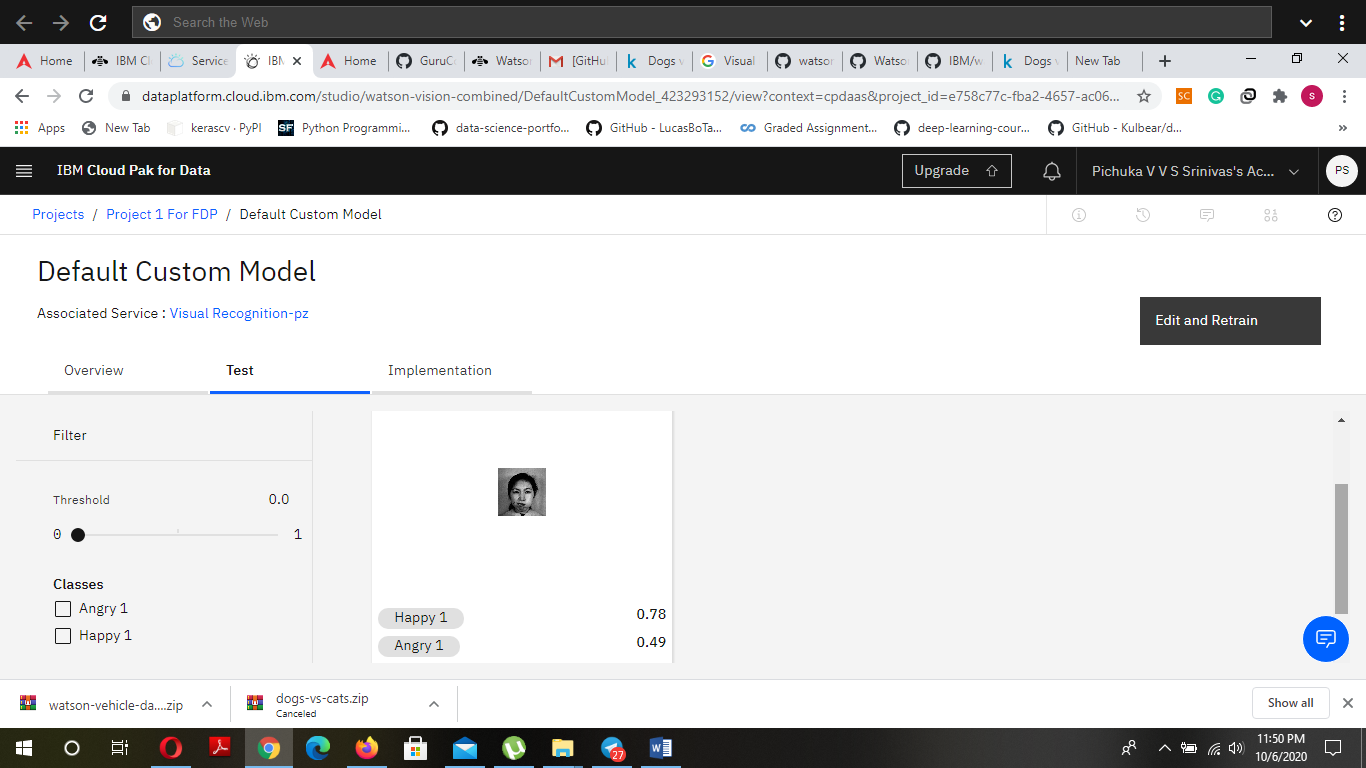 Search the Web
Home
IBM Cl
Service
IBM
Home
GuruCu
Watson
[GitHu
Dogs v
Visual
watson
Watso
IBM/w
Dogs v
New Tab
dataplatform.cloud.ibm.com/studio/watson-vision-combined/DefaultCustomModel_423293152/view?context=cpdaas&project_id=e758c77c-fba2-4657-ac06...
SC
S
Apps
New Tab
kerascv · PyPI
SF
Python Programmi...
data-science-portfo...
GitHub - LucasBoTa...
Graded Assignment...
deep-learning-cour...
GitHub - Kulbear/d...
»
IBM Cloud Pak for Data
Upgrade
Pichuka V V S Srinivas's Ac...
PS
Projects / Project 1 For FDP / Default Custom Model
Default Custom Model
Associated Service : Visual Recognition-pz
Edit and Retrain
Overview
Test
Implementation
Filter
Threshold 0.0
0 1
Classes
Angry 1
Happy 1
Happy 1 0.78
Angry 1 0.49
watson-vehicle-da....zip
dogs-vs-cats.zip
Canceled
Show all
27
11:50 PM
10/6/2020